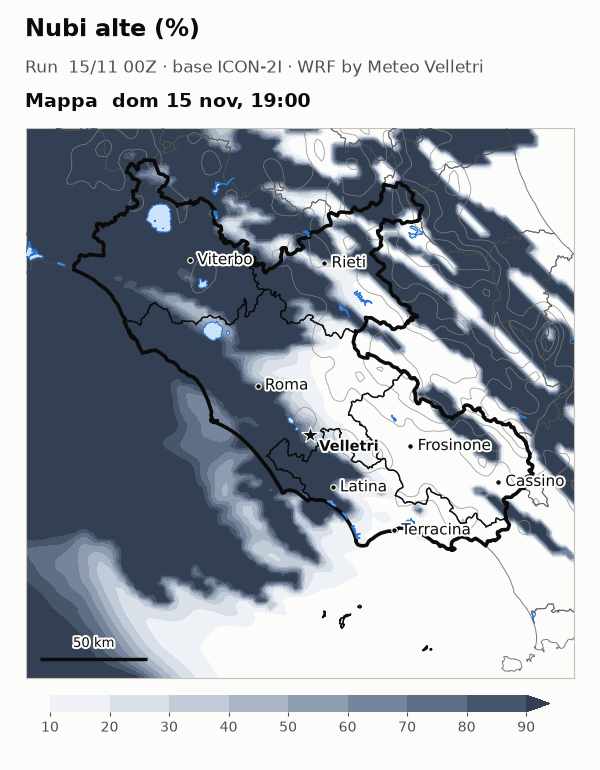 Nubi alte (%)
Run  15/11 00Z · base ICON-2I · WRF by Meteo Velletri
Mappa  dom 15 nov, 19:00
Viterbo
Rieti
Roma
Velletri
Frosinone
Cassino
Latina
Terracina
50 km
10 20 30 40 50 60 70 80 90